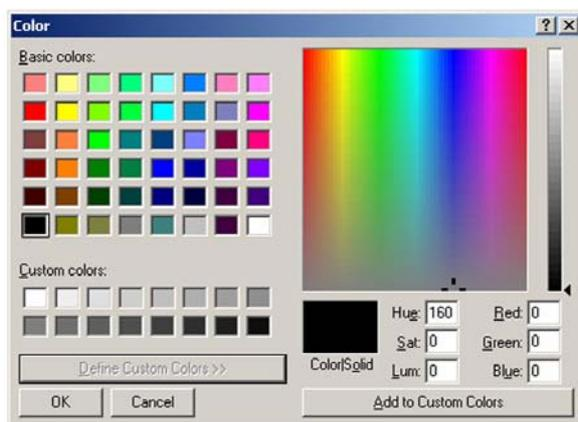 Color
Basic colors:
Custom colors:
Define Custom Colors >>
OK Cancel
Color|Solid
Hue: 160
Sat: 0
Lum: 0
Red: 0
Green: 0
Blue: 0
Add to Custom Colors